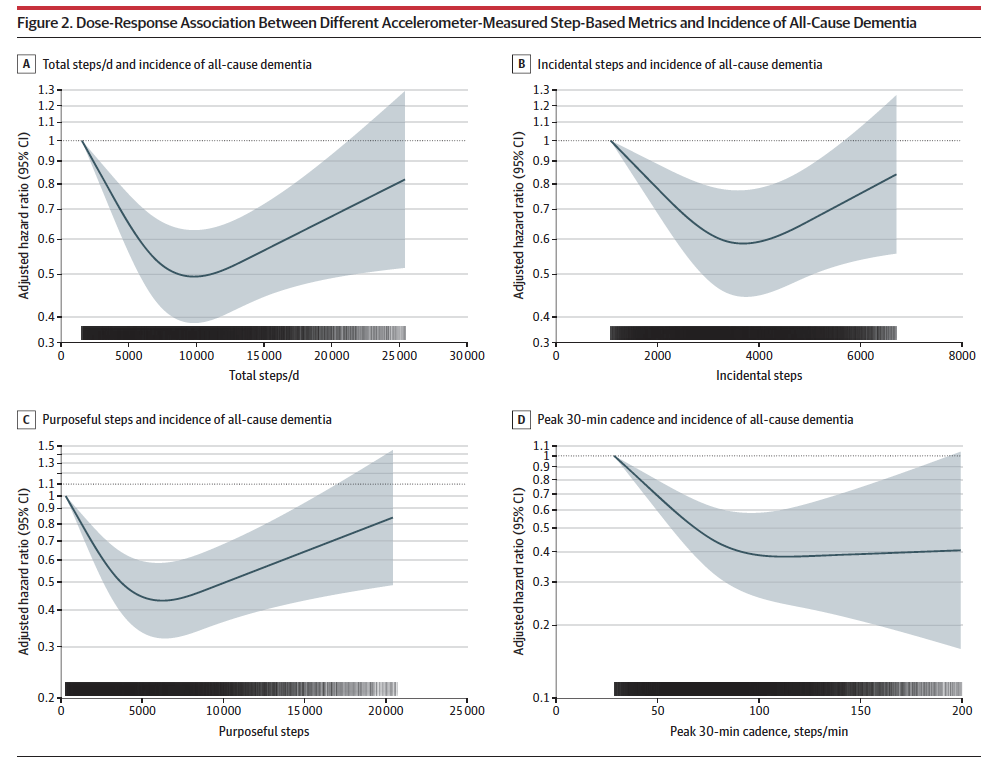 Figure 2. Dose-Response Association Between Different Accelerometer-Measured Step-Based Metrics and Incidence of All-Cause Dementia
A Total steps/d and incidence of all-cause dementia
1.3
1.2
1.1
1
0.9
0.8
0.7
0.6
0.5
0.4
0.3
Adjusted hazard ratio (95% CI)
0 5000 10000 15000 20000 25000 30000
Total steps/d
B Incidental steps and incidence of all-cause dementia
1.3
1.2
1.1
1
0.9
0.8
0.7
0.6
0.5
0.4
0.3
Adjusted hazard ratio (95% CI)
0 2000 4000 6000 8000
Incidental steps
C Purposeful steps and incidence of all-cause dementia
1.5
1.3
1.1
1
0.9
0.8
0.7
0.6
0.5
0.4
0.3
0.2
Adjusted hazard ratio (95% CI)
0 5000 10000 15000 20000 25000
Purposeful steps
D Peak 30-min cadence and incidence of all-cause dementia
1.1
1
0.9
0.8
0.7
0.6
0.5
0.4
0.3
0.2
0.1
Adjusted hazard ratio (95% CI)
0 50 100 150 200
Peak 30-min cadence, steps/min